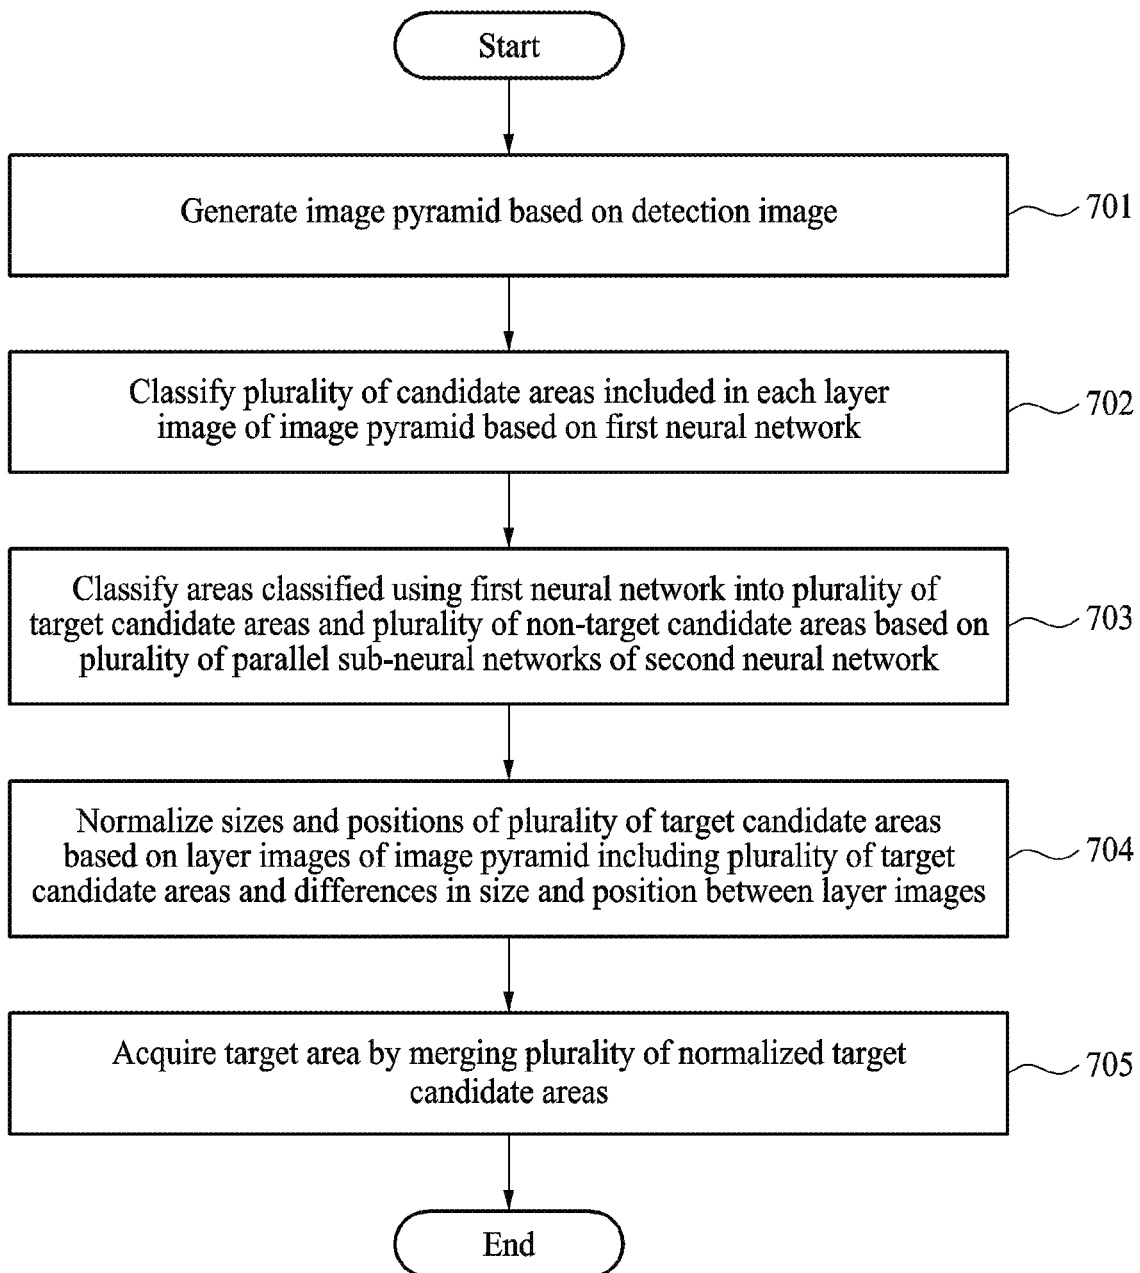 Start
Generate image pyramid based on detection image
701
Classify plurality of candidate areas included in each layer
image of image pyramid based on first neural network
702
Classify areas classified using first neural network into plurality of
target candidate areas and plurality of non-target candidate areas based on
plurality of parallel sub-neural networks of second neural network
703
Normalize sizes and positions of plurality of target candidate areas
based on layer images of image pyramid including plurality of target
candidate areas and differences in size and position between layer images
704
Acquire target area by merging plurality of normalized target
candidate areas
705
End